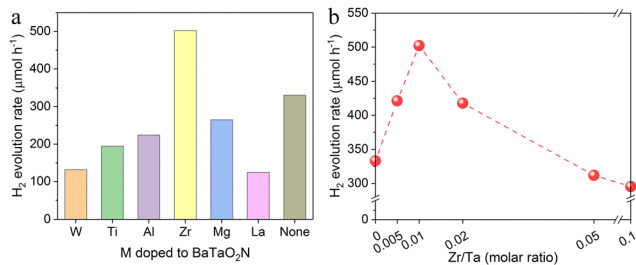 a
H₂ evolution rate (μmol h⁻¹)
500
400
300
200
100
0
W Ti Al Zr Mg La None
M doped to BaTaO₂N
b
H₂ evolution rate (μmol h⁻¹)
550
500
450
400
350
300
0 0.005 0.01 0.02 0.05 0.1
Zr/Ta (molar ratio)